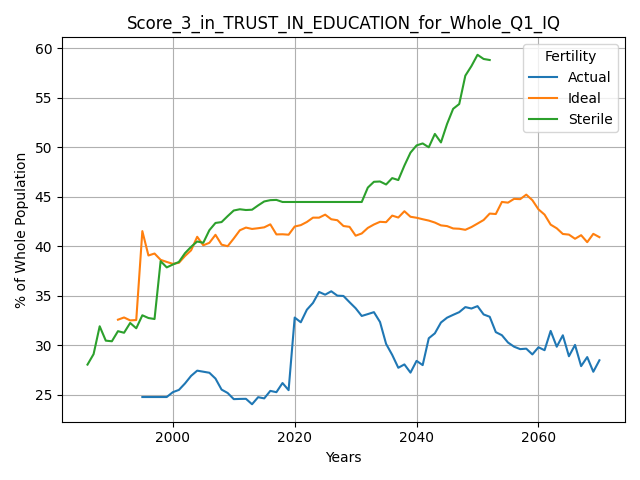 Score_3_in_TRUST_IN_EDUCATION_for_Whole_Q1_IQ
% of Whole Population
60
55
50
45
40
35
30
25
Fertility
Actual
Ideal
Sterile
2000 2020 2040 2060
Years